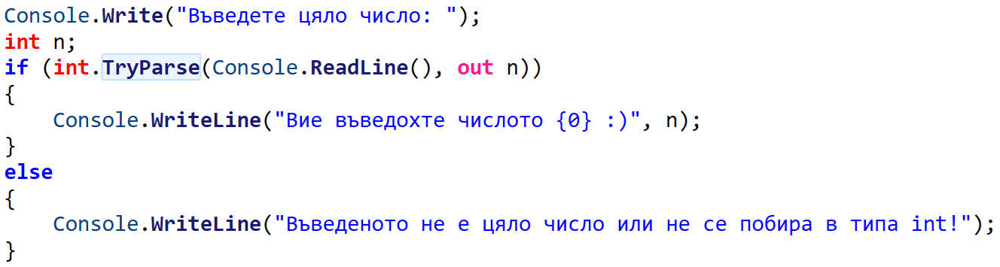 Console.Write("Въведете цяло число: ");
int n;
if (int.TryParse(Console.ReadLine(), out n))
{
    Console.WriteLine("Вие въведохте числото {0} :)", n);
}
else
{
    Console.WriteLine("Въведеното не е цяло число или не се побира в типа int!");
}